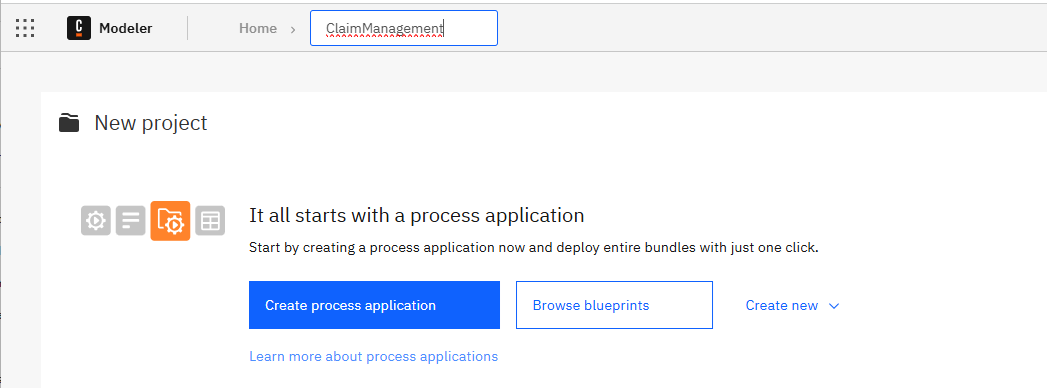 Modeler Home > ClaimManagement
New project
It all starts with a process application
Start by creating a process application now and deploy entire bundles with just one click.
Create process application Browse blueprints Create new
Learn more about process applications